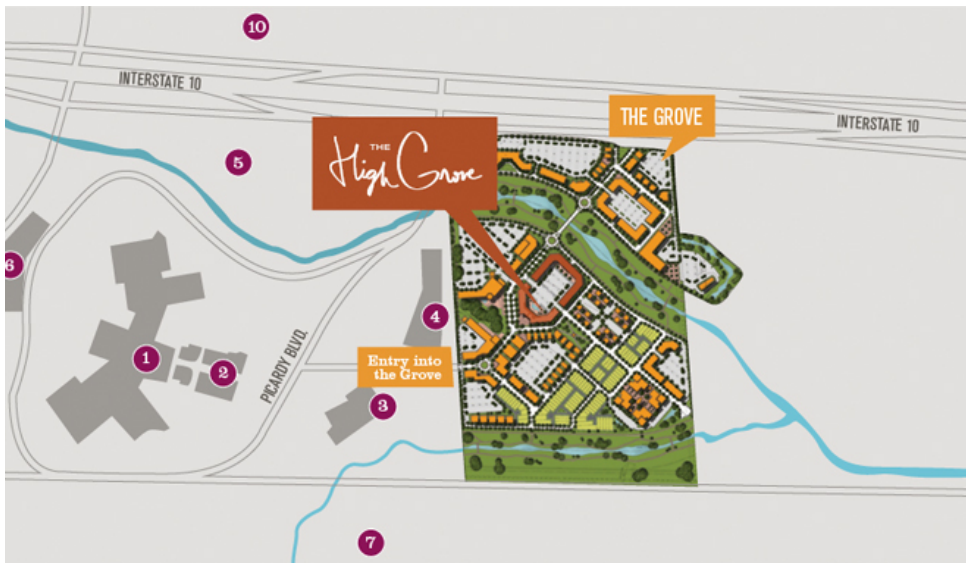 10
INTERSTATE 10
THE GROVE
INTERSTATE 10
THE
High Grove
5
6
4
1
2
Entry into
the Grove
PICARDY BLVD.
3
7